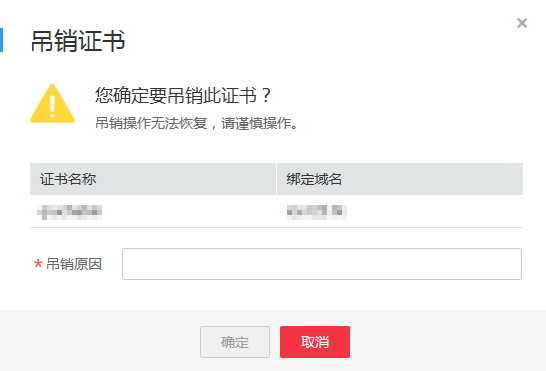 吊销证书
×
您确定要吊销此证书？
吊销操作无法恢复，请谨慎操作。
证书名称 绑定域名
* 吊销原因
确定 取消